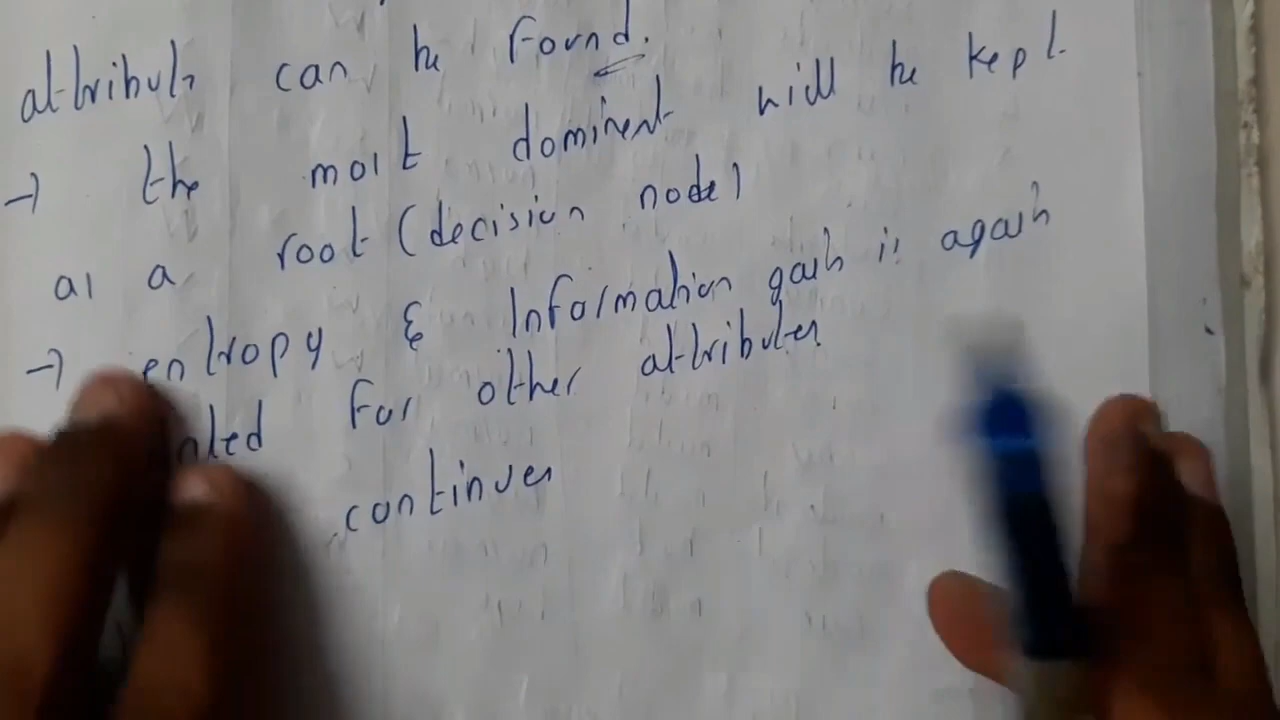 attribute can be found.
→ the most dominent will be kept
as a root (decision node)
→ entropy & Information gain is again
for other attributes
continues